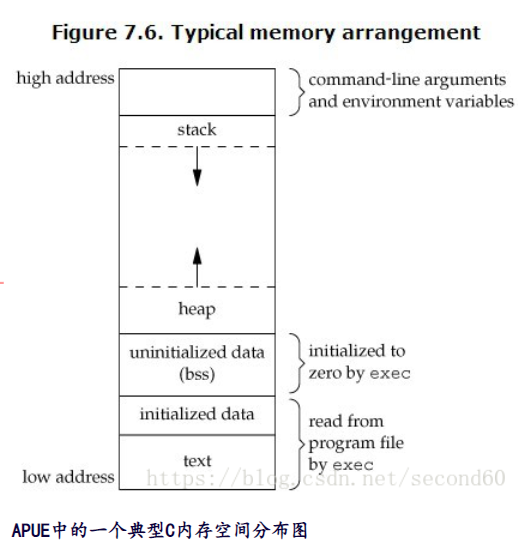 Figure 7.6. Typical memory arrangement
high address
command-line arguments
and environment variables
stack
heap
uninitialized data
(bss)
initialized to
zero by exec
initialized data
read from
program file
by exec
text
low address
https://blog.csdn.net/second60
APUE中的一个典型C内存空间分布图